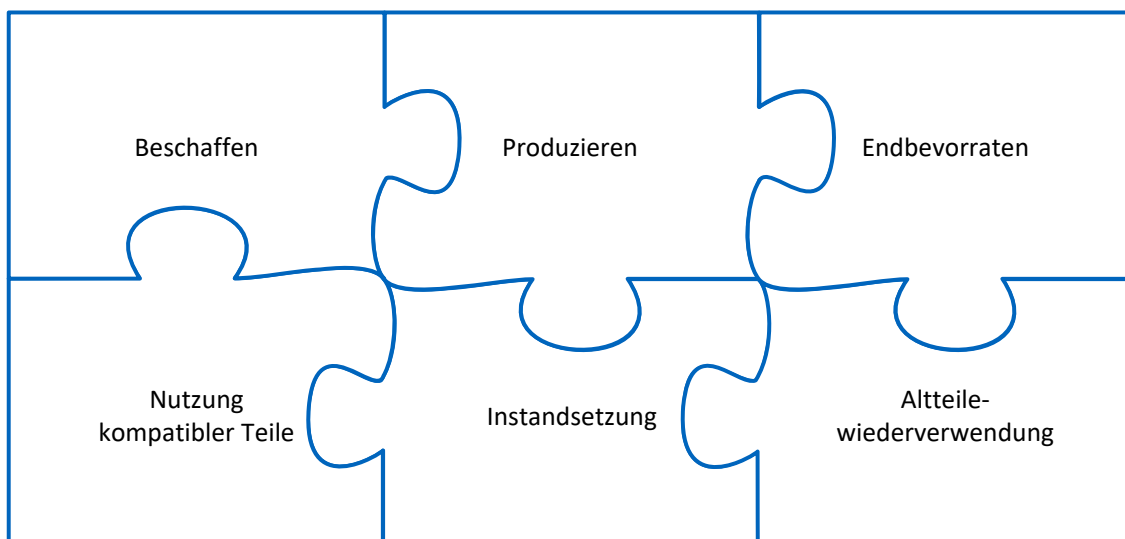 Beschaffen
Produzieren
Endbevorraten
Nutzung
kompatibler Teile
Instandsetzung
Altteile-
wiederverwendung